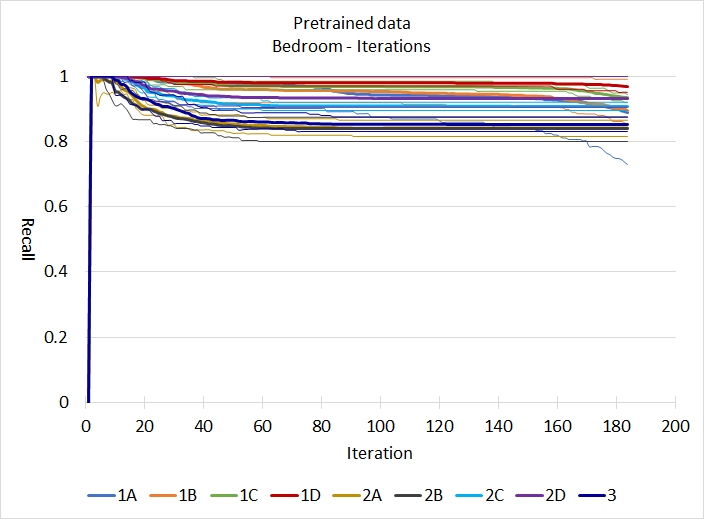 Pretrained data
Bedroom - Iterations
1
0.8
0.6
0.4
0.2
0
Recall
0 20 40 60 80 100 120 140 160 180 200
Iteration
1A 1B 1C 1D 2A 2B 2C 2D 3